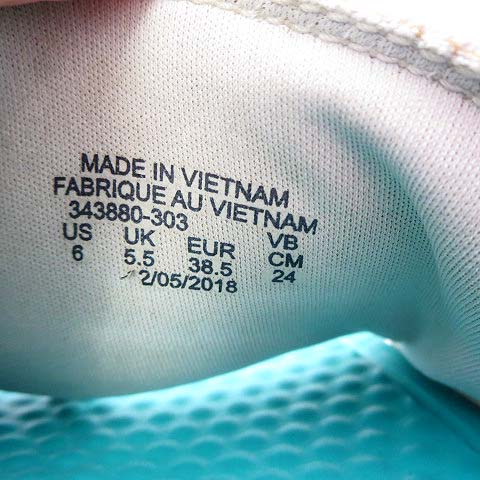 MADE IN VIETNAM
FABRIQUE AU VIETNAM
343880-303 VB
US UK EUR CM
6 5.5 38.5 24
2/05/2018